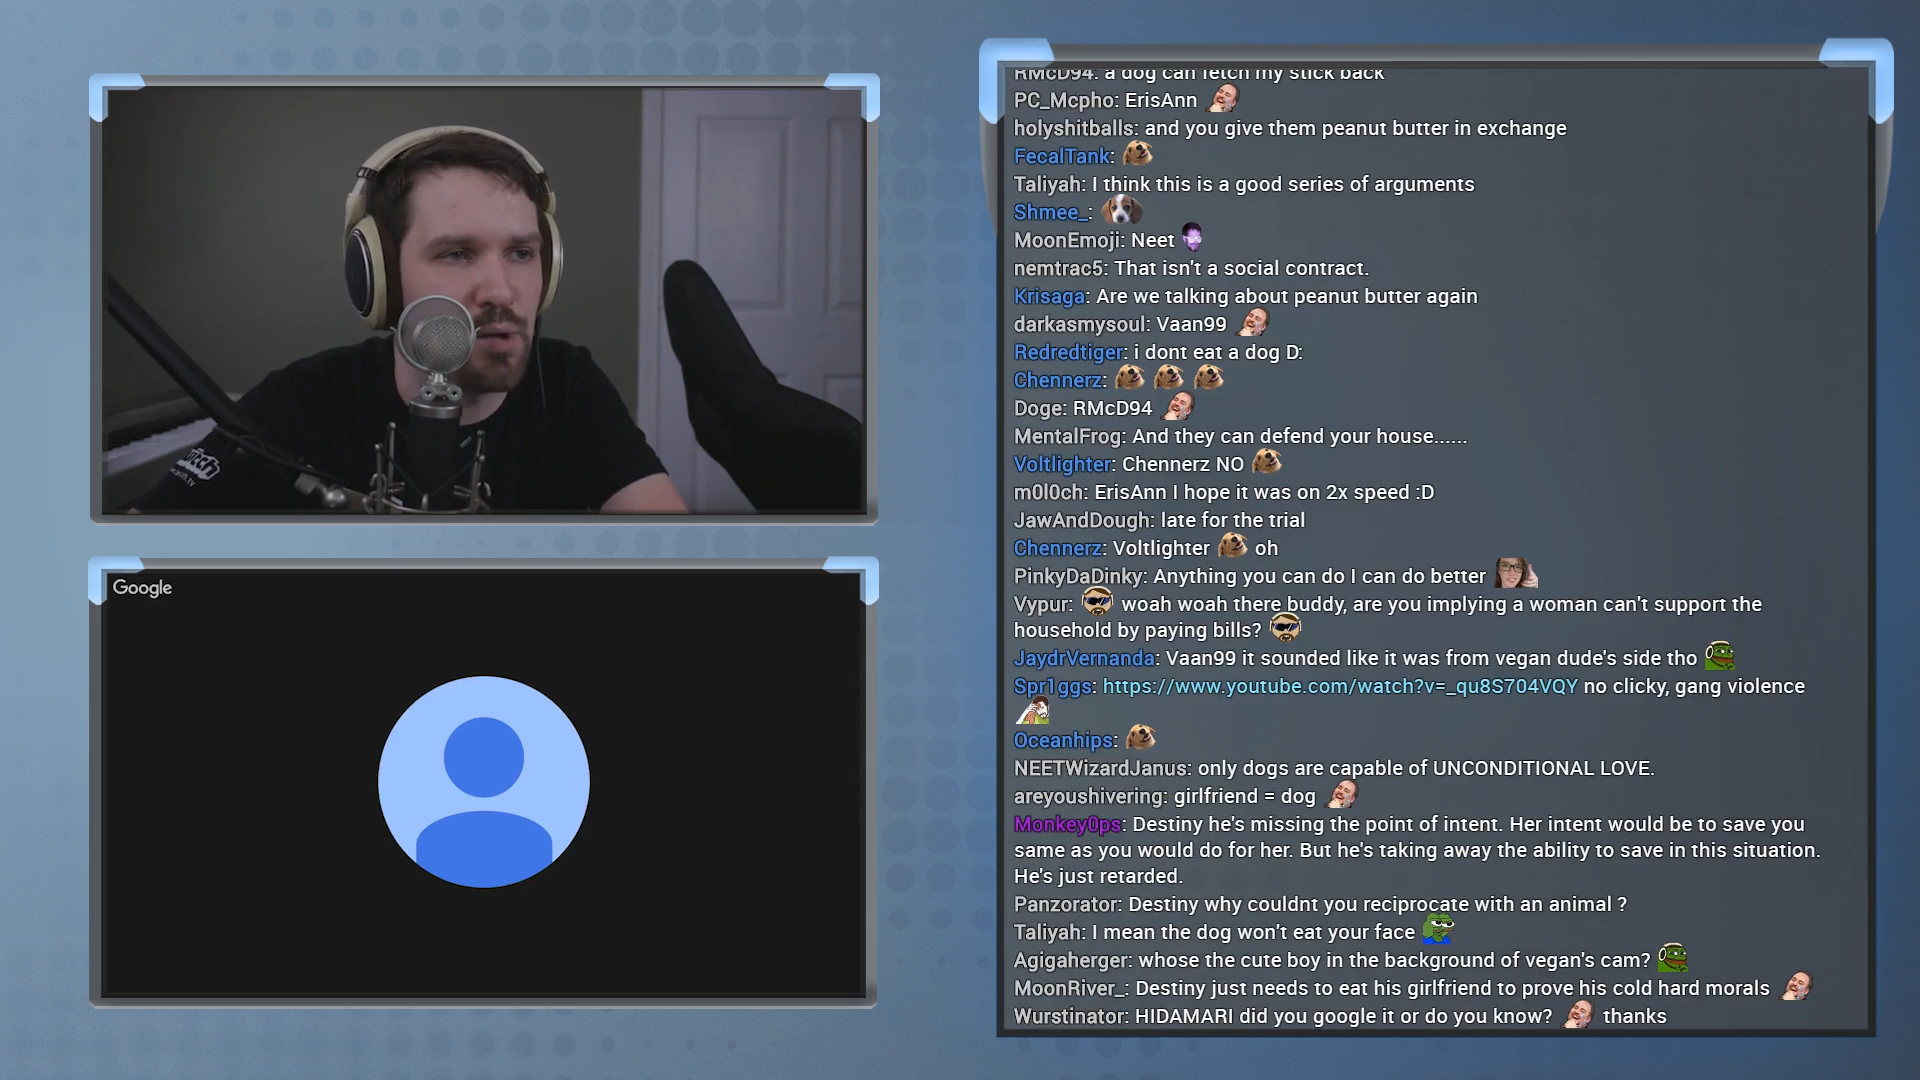 RMcD94: a dog can fetch my stick back
PC_Mcpho: ErisAnn
holyshitballs: and you give them peanut butter in exchange
FecalTank:
Taliyah: I think this is a good series of arguments
Shmee_:
MoonEmoji: Neet
nemtrac5: That isn't a social contract.
Krisaga: Are we talking about peanut butter again
darkasmysoul: Vaan99
Redredtiger: i dont eat a dog D:
Chennerz:
Doge: RMcD94
MentalFrog: And they can defend your house......
Voltlighter: Chennerz NO
m0l0ch: ErisAnn I hope it was on 2x speed :D
JawAndDough: late for the trial
Chennerz: Voltlighter oh
PinkyDaDinky: Anything you can do I can do better
Vypur: woah woah there buddy, are you implying a woman can't support the
household by paying bills?
JaydrVernanda: Vaan99 it sounded like it was from vegan dude's side tho
Spr1ggs: https://www.youtube.com/watch?v=_qu8S704VQY no clicky, gang violence
Oceanhips:
NEETWizardJanus: only dogs are capable of UNCONDITIONAL LOVE.
areyoushivering: girlfriend = dog
Monkey0ps: Destiny he's missing the point of intent. Her intent would be to save you
same as you would do for her. But he's taking away the ability to save in this situation.
He's just retarded.
Panzorator: Destiny why couldnt you reciprocate with an animal ?
Taliyah: I mean the dog won't eat your face
Agigaherger: whose the cute boy in the background of vegan's cam?
MoonRiver_: Destiny just needs to eat his girlfriend to prove his cold hard morals
Wurstinator: HIDAMARI did you google it or do you know? thanks
twitch
Google